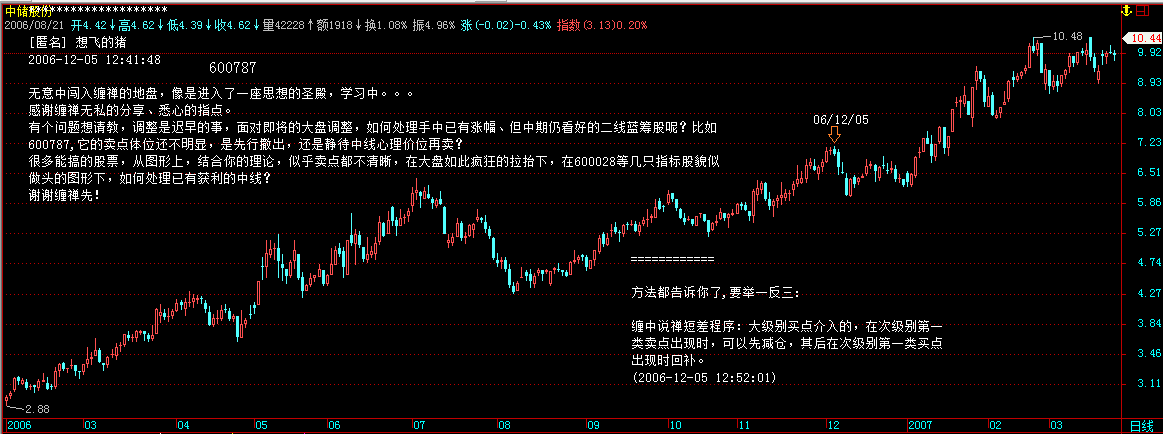 中储股份********************
日
2006/08/21 开4.42↓高4.62↓低4.39↓收4.62↓量42228↑额1918↓换1.08% 振4.96% 涨(-0.02)-0.43% 指数(3.13)0.20%
[匿名] 想飞的猪
2006-12-05 12:41:48
600787
无意中闯入缠禅的地盘，像是进入了一座思想的圣殿，学习中。。。
感谢缠禅无私的分享、悉心的指点。
有个问题想请教，调整是迟早的事，面对即将的大盘调整，如何处理手中已有涨幅、但中期仍看好的二线蓝筹股呢？比如
600787,它的卖点体位还不明显，是先行撤出，还是静待中线心理价位再卖？
很多能搞的股票，从图形上，结合你的理论，似乎卖点都不清晰，在大盘如此疯狂的拉抬下，在600028等几只指标股貌似
做头的图形下，如何处理已有获利的中线？
谢谢缠禅先！
06/12/05
10.48
============
方法都告诉你了,要举一反三：
缠中说禅短差程序：大级别买点介入的，在次级别第一
类卖点出现时，可以先减仓，其后在次级别第一类买点
出现时回补。
(2006-12-05 12:52:01)
2.88
10.44
9.92
8.93
8.03
7.23
6.51
5.86
5.27
4.74
4.27
3.84
3.46
3.11
2006 03 04 05 06 07 08 09 10 11 12 2007 02 03 日线